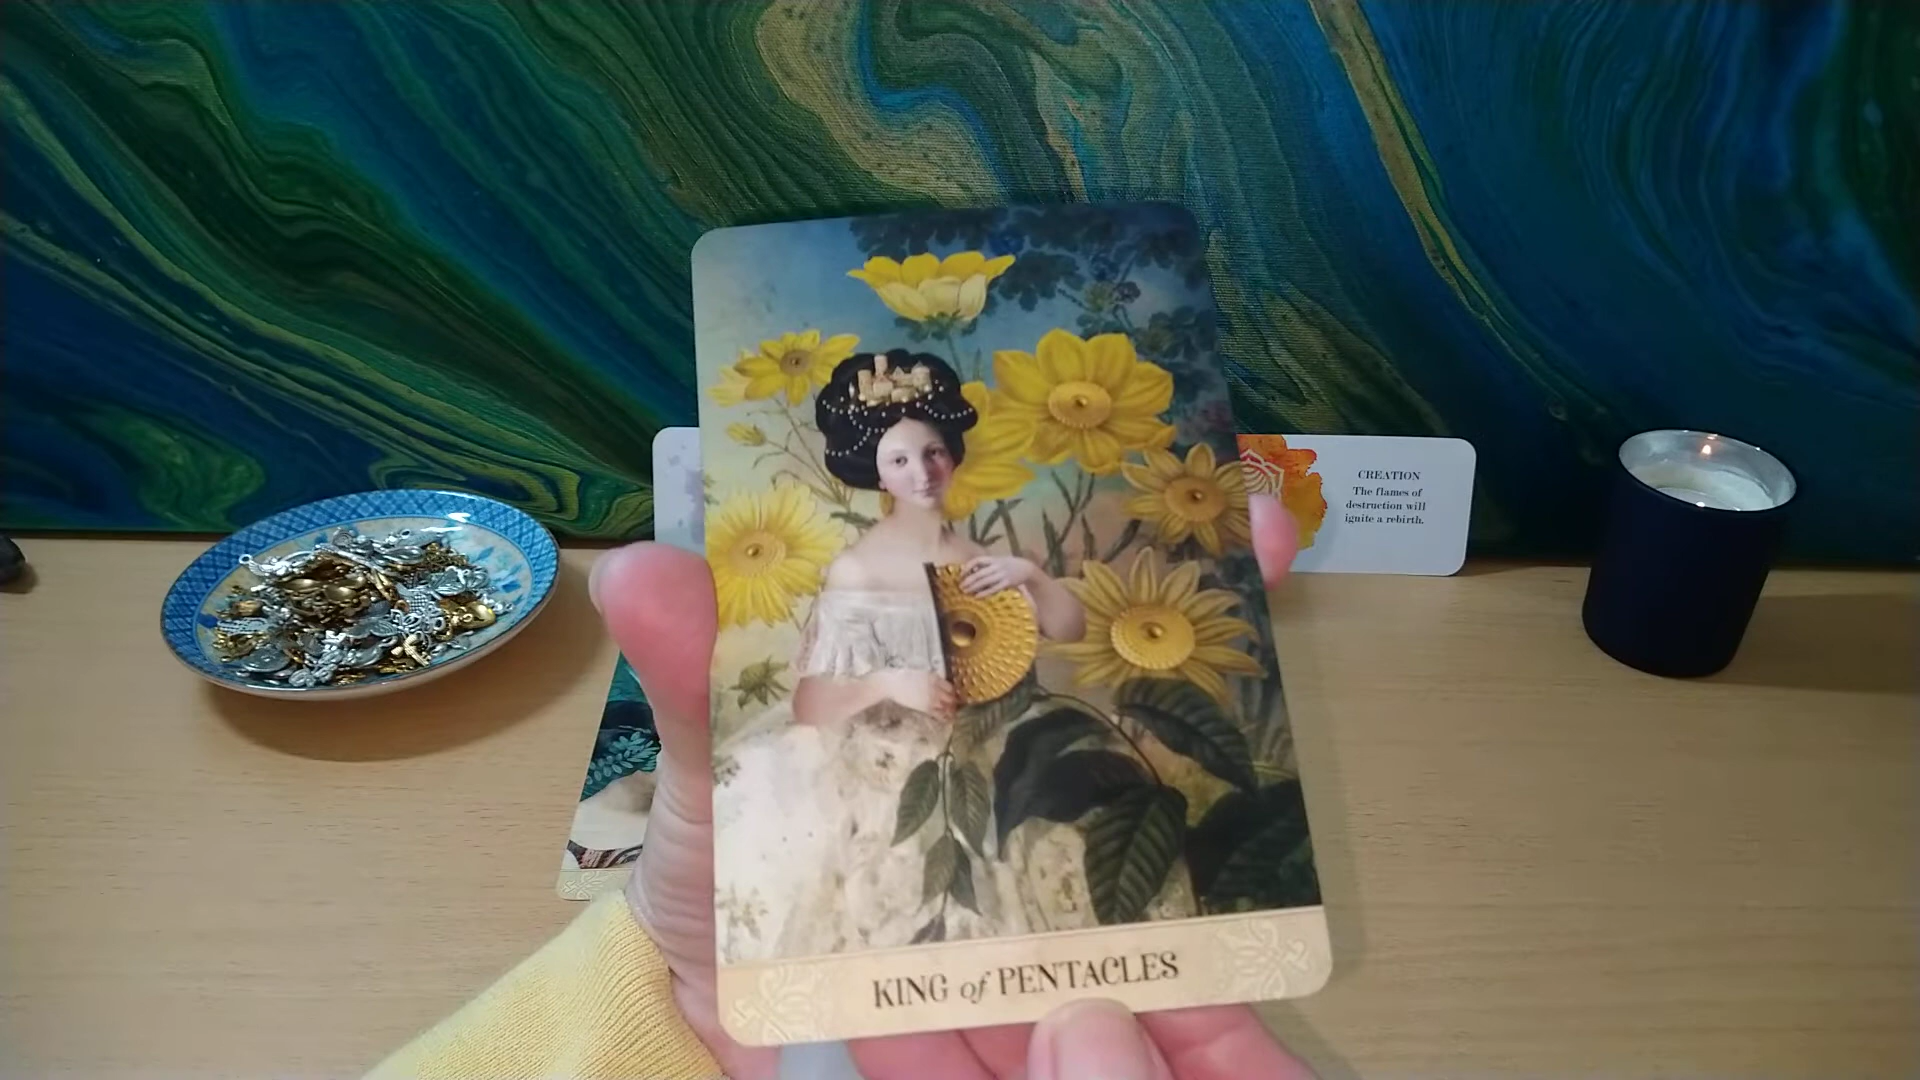 CREATION
The flames of
destruction will
ignite a rebirth.
KING of PENTACLES